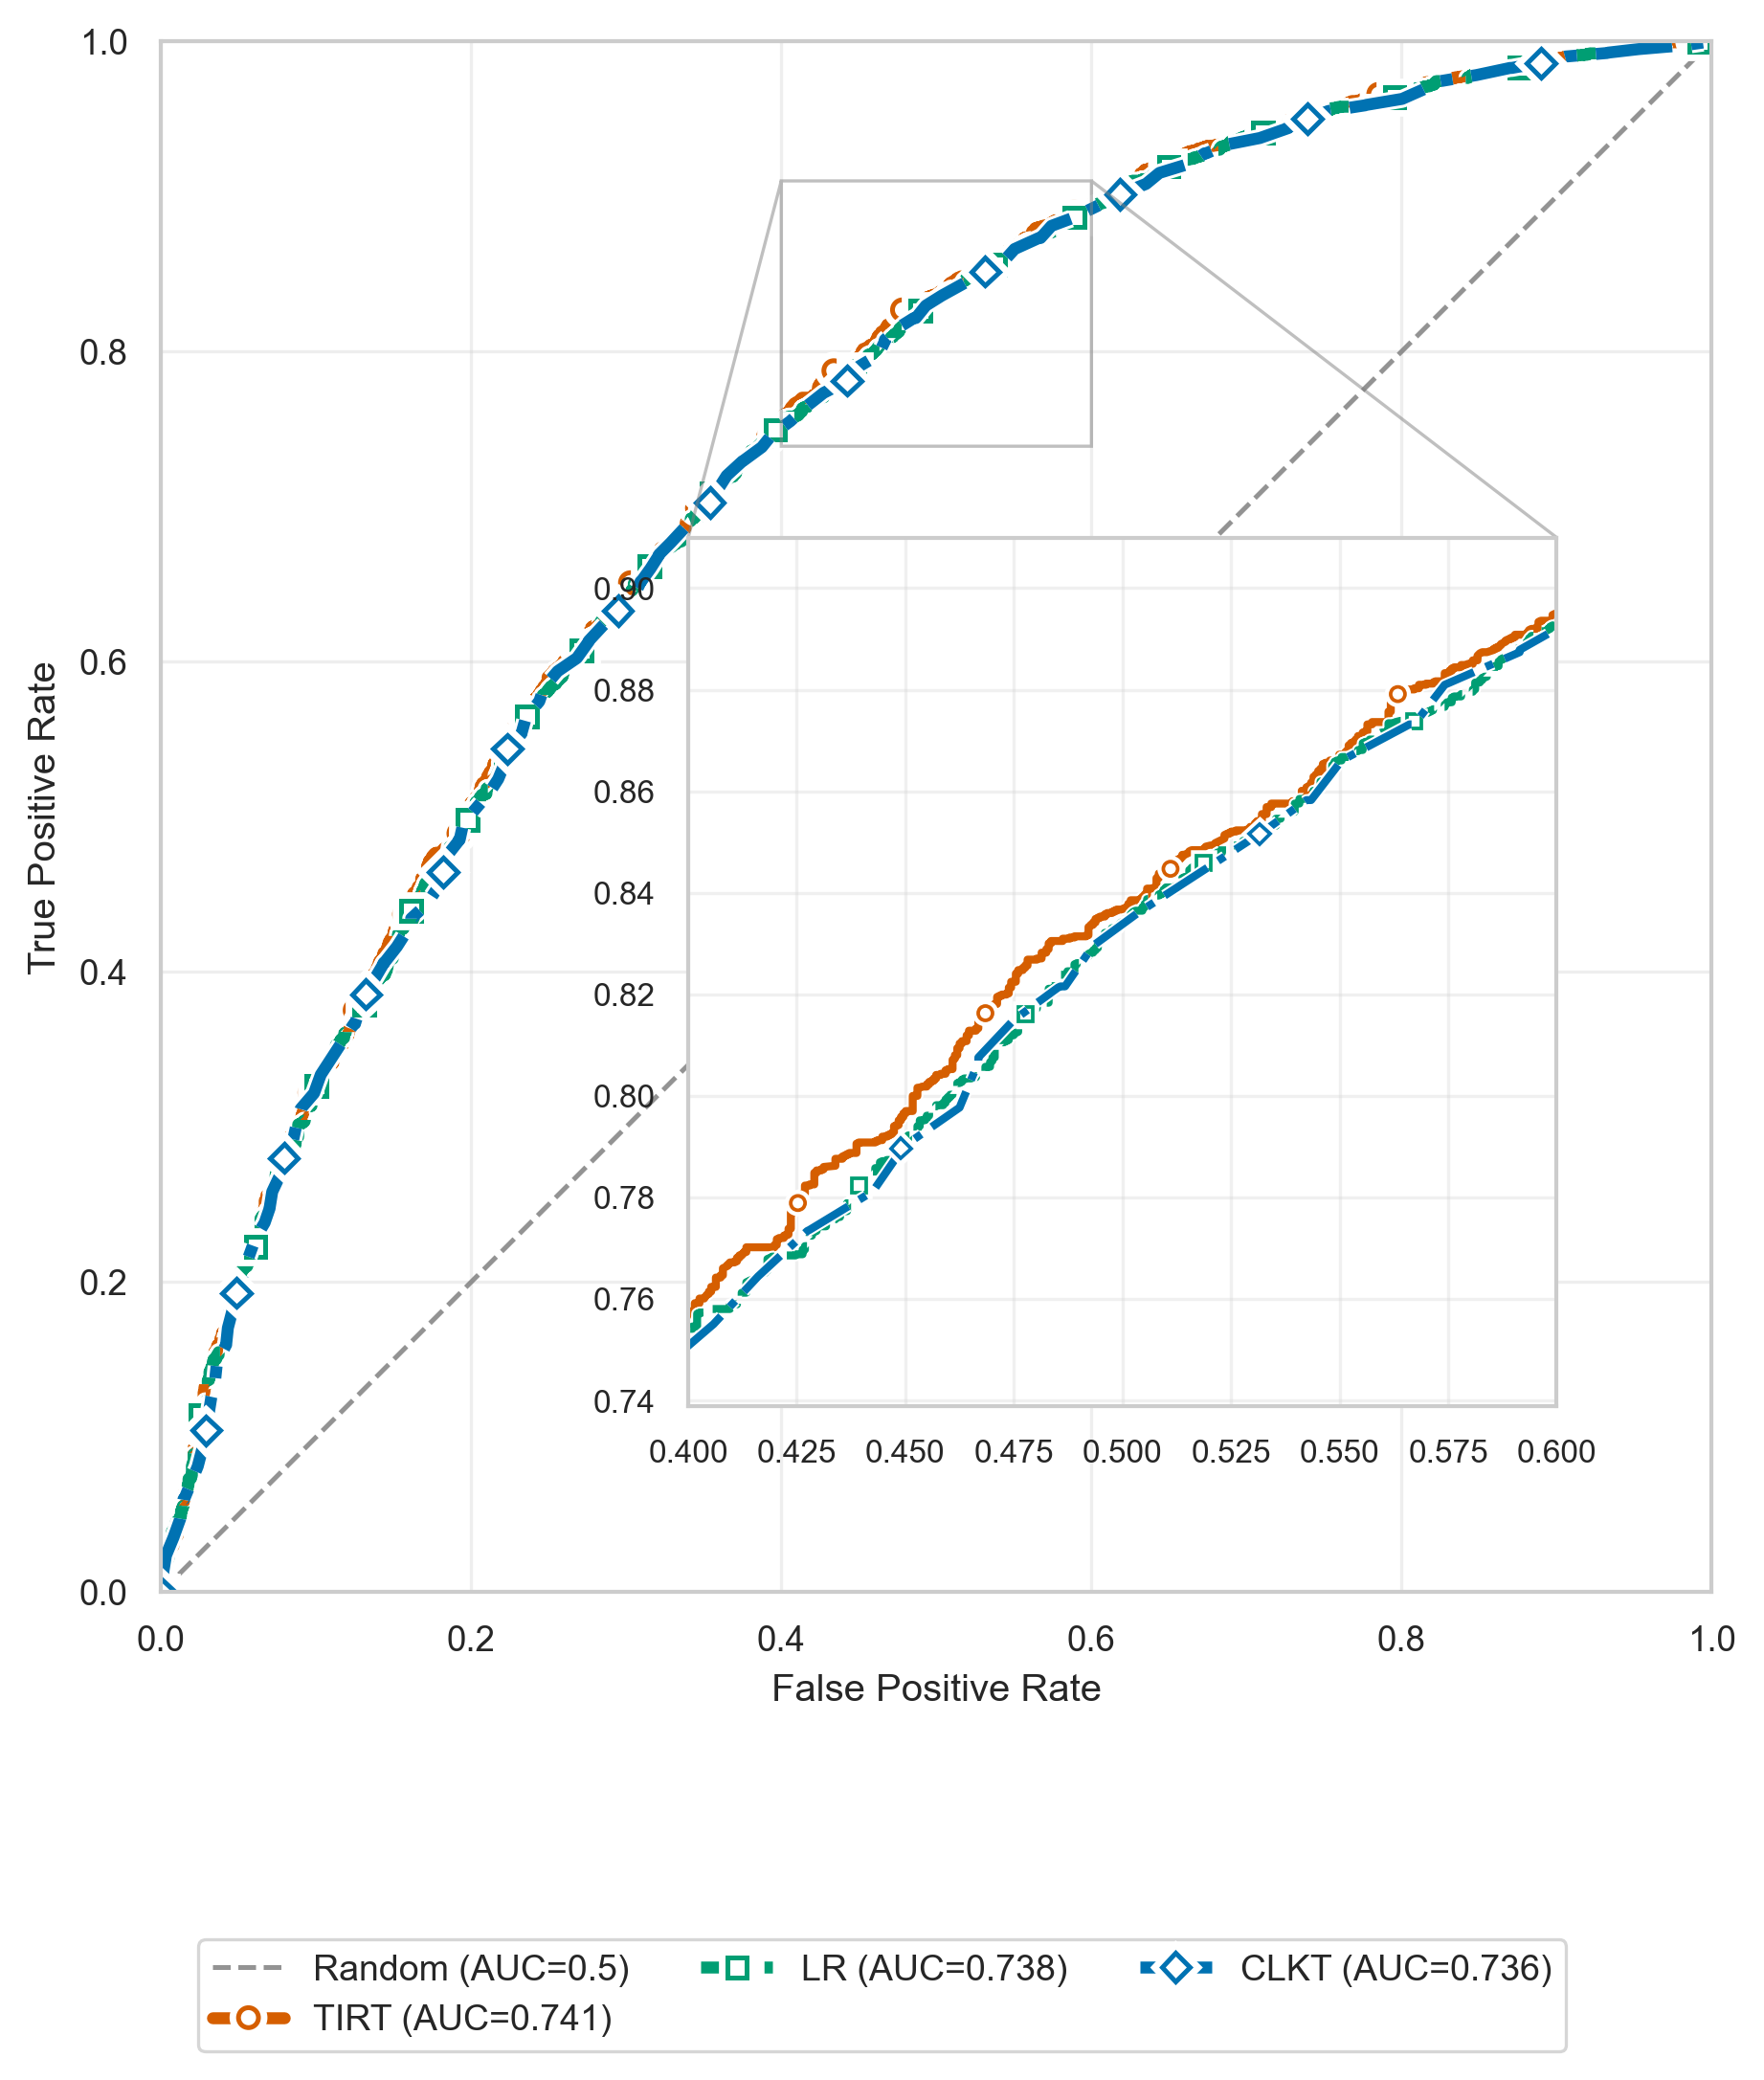 1.0
0.8
0.6
0.4
0.2
0.0
True Positive Rate
0.90
0.88
0.86
0.84
0.82
0.80
0.78
0.76
0.74
0.400 0.425 0.450 0.475 0.500 0.525 0.550 0.575 0.600
0.0 0.2 0.4 0.6 0.8 1.0
False Positive Rate
Random (AUC=0.5) LR (AUC=0.738) CLKT (AUC=0.736)
TIRT (AUC=0.741)